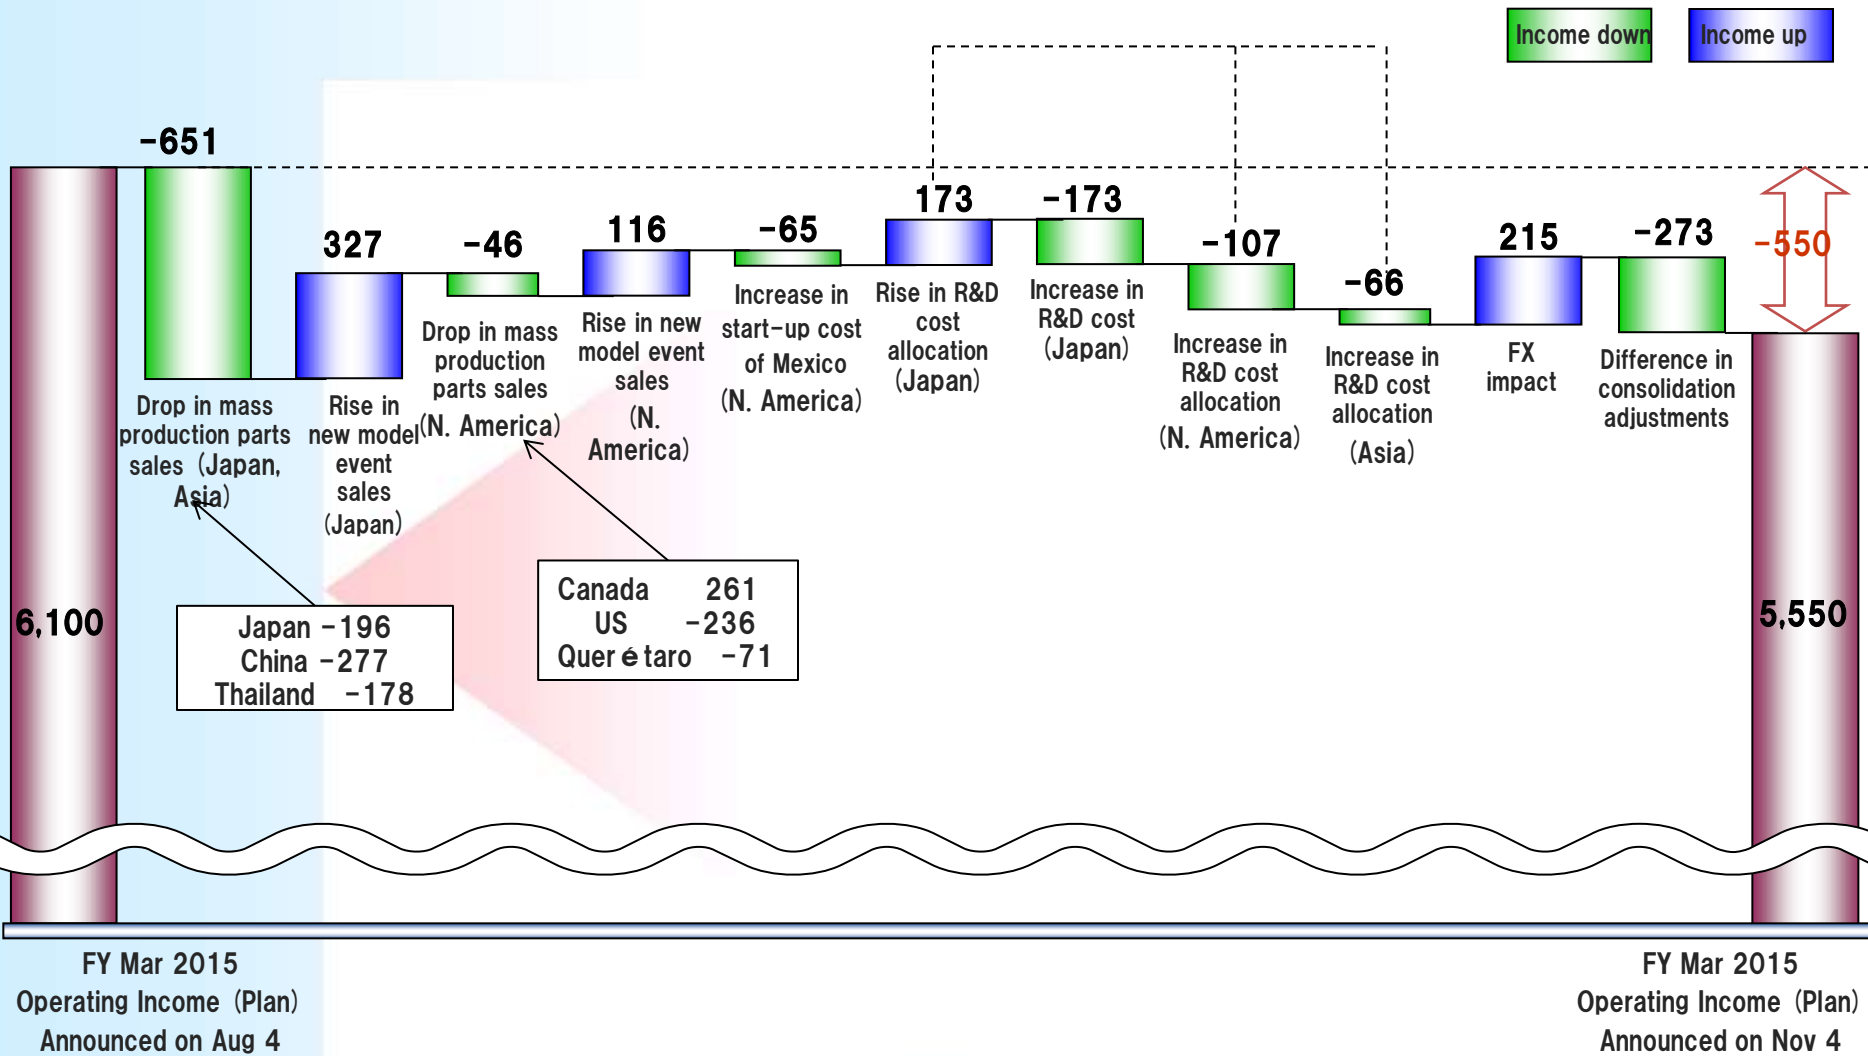 Income down
Income up
-651
327
-46
116
-65
173
-173
-107
-66
215
-273
-550
Drop in mass
production parts
sales (Japan,
Asia)
Rise in
new model
event
sales
(Japan)
Drop in mass
production
parts sales
(N. America)
Rise in new
model event
sales
(N.
America)
Increase in
start-up cost
of Mexico
(N. America)
Rise in R&D
cost
allocation
(Japan)
Increase in
R&D cost
(Japan)
Increase in
R&D cost
allocation
(N. America)
Increase in
R&D cost
allocation
(Asia)
FX
impact
Difference in
consolidation
adjustments
6,100
Japan -196
China -277
Thailand -178
Canada 261
US -236
Querétaro -71
5,550
FY Mar 2015
Operating Income (Plan)
Announced on Aug 4
FY Mar 2015
Operating Income (Plan)
Announced on Nov 4